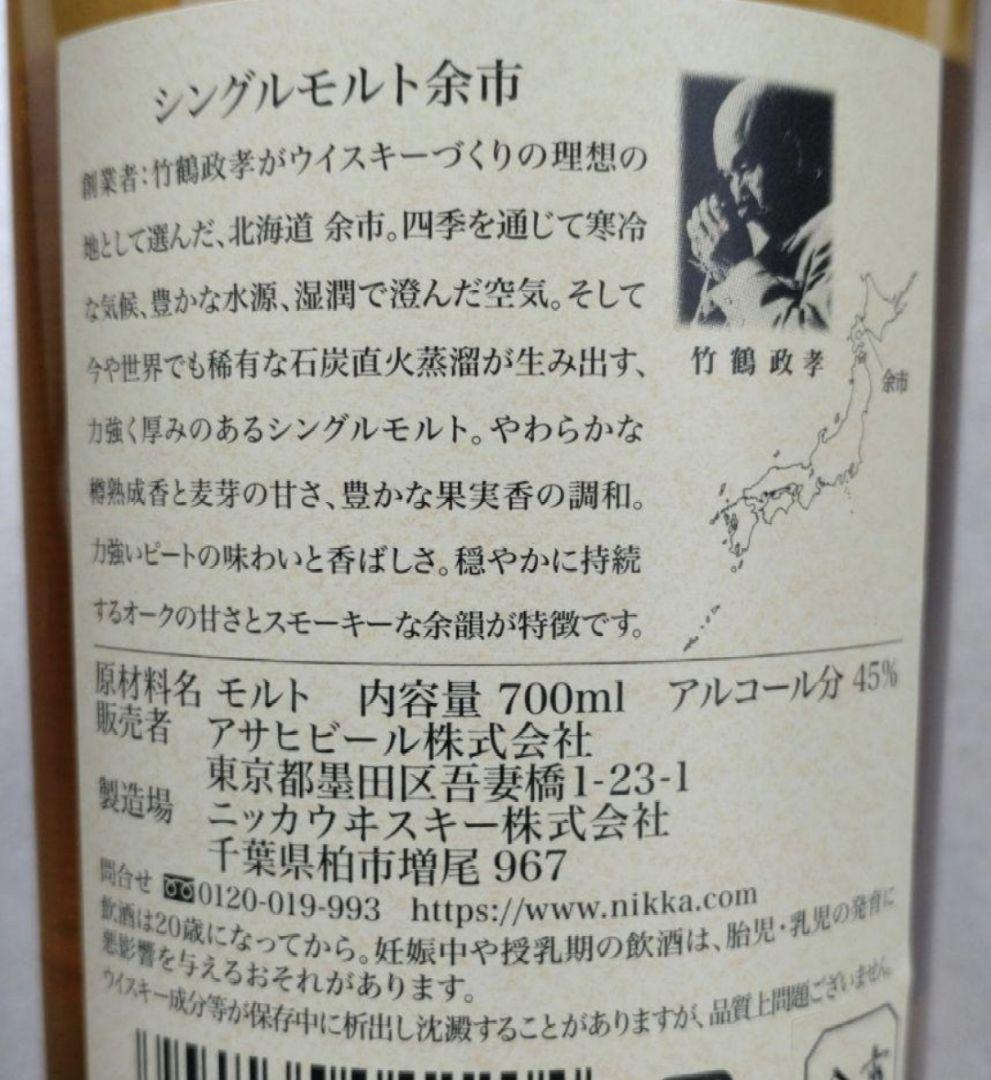 シングルモルト余市
創業者:竹鶴政孝がウイスキーづくりの理想の
地として選んだ、北海道 余市。四季を通じて寒冷
な気候、豊かな水源、湿潤で澄んだ空気。そして
今や世界でも稀有な石炭直火蒸溜が生み出す、
力強く厚みのあるシングルモルト。やわらかな
樽熟成香と麦芽の甘さ、豊かな果実香の調和。
力強いピートの味わいと香ばしさ。穏やかに持続
するオークの甘さとスモーキーな余韻が特徴です。
竹鶴政孝
余市
原材料名 モルト 内容量 700ml アルコール分 45%
販売者 アサヒビール株式会社
東京都墨田区吾妻橋1-23-1
製造場 ニッカウヰスキー株式会社
千葉県柏市増尾 967
問合せ 0120-019-993 https://www.nikka.com
飲酒は20歳になってから。妊娠中や授乳期の飲酒は、胎児・乳児の発育に
悪影響を与えるおそれがあります。
ウイスキー成分等が保存中に析出し沈澱することがありますが、品質上問題ございません。